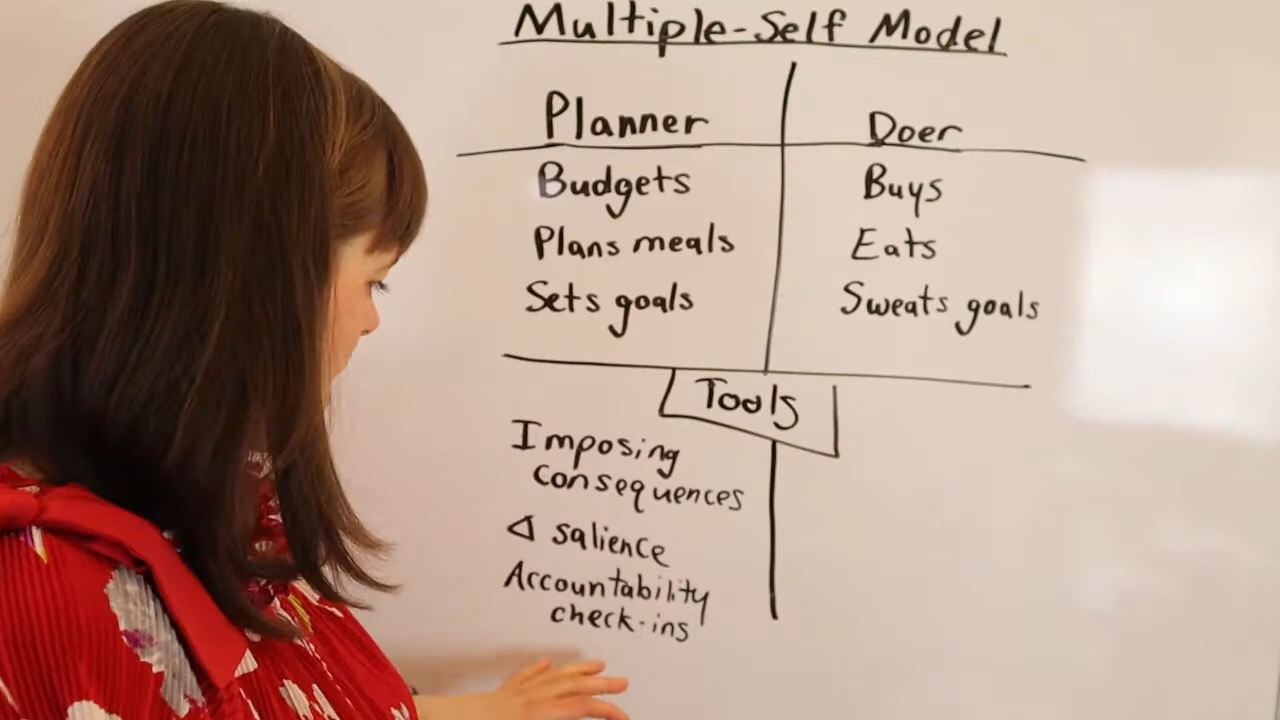 Multiple-Self Model
Planner
Doer
Budgets
Buys
Plans meals
Eats
Sets goals
Sweats goals
Tools
Imposing
consequences
Δ salience
Accountability
check-ins